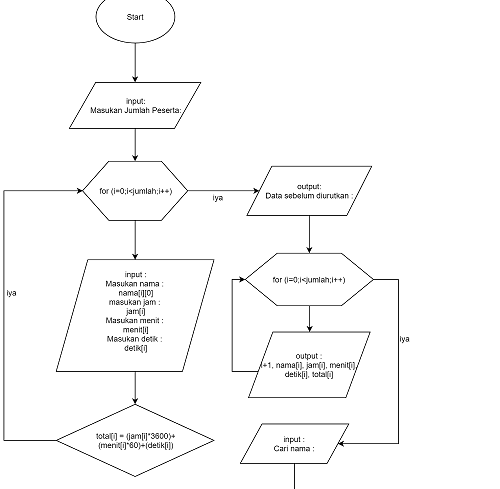 Start
input:
Masukan Jumlah Peserta:
for (i=0;i<jumlah;i++)
iya
input :
Masukan nama :
nama[i][0]
masukan jam :
jam[i]
Masukan menit :
menit[i]
Masukan detik :
detik[i]
iya
total[i] = (jam[i]*3600)+
(menit[i]*60)+(detik[i])
output:
Data sebelum diurutkan :
for (i=0;i<jumlah;i++)
output :
i+1, nama[i], jam[i], menit[i],
detik[i], total[i]
iya
input :
Cari nama :